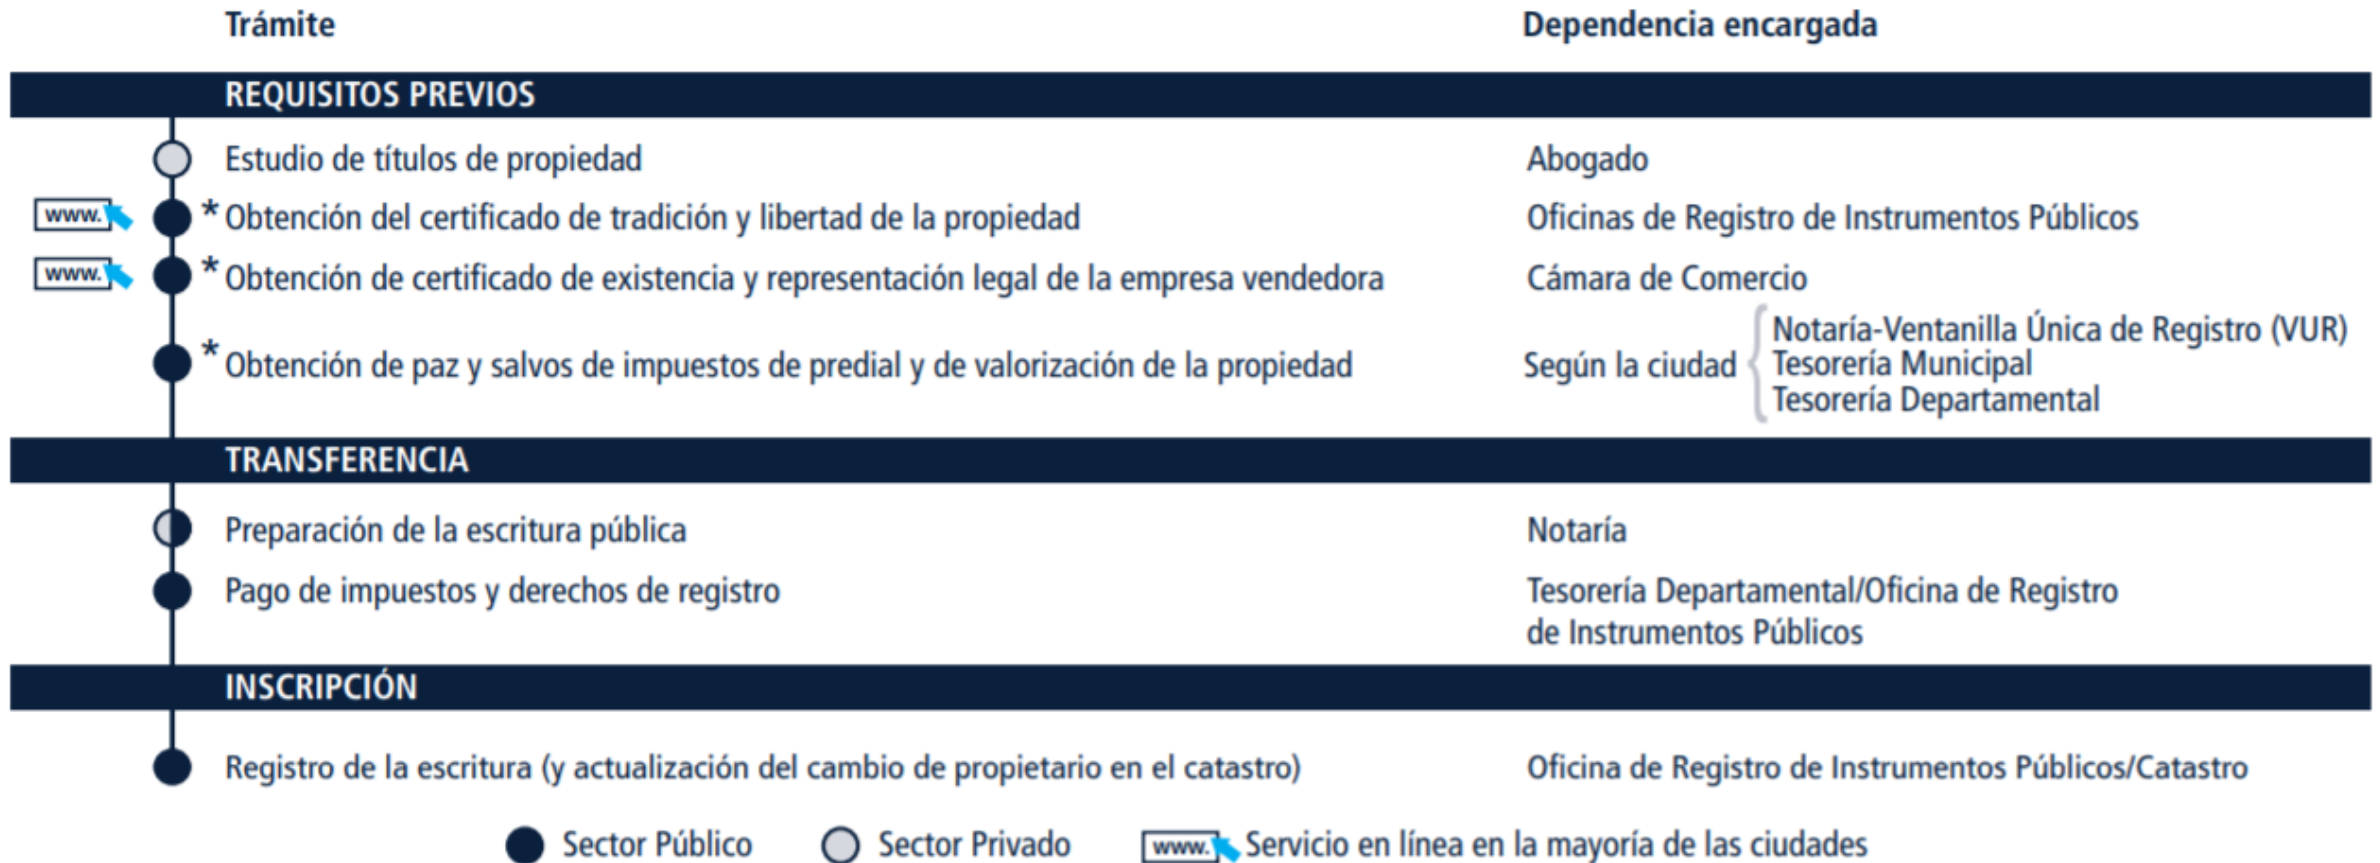 Trámite Dependencia encargada
REQUISITOS PREVIOS
Estudio de títulos de propiedad Abogado
www. * Obtención del certificado de tradición y libertad de la propiedad Oficinas de Registro de Instrumentos Públicos
www. * Obtención de certificado de existencia y representación legal de la empresa vendedora Cámara de Comercio
* Obtención de paz y salvos de impuestos de predial y de valorización de la propiedad Según la ciudad
Notaría-Ventanilla Única de Registro (VUR)
Tesorería Municipal
Tesorería Departamental
TRANSFERENCIA
Preparación de la escritura pública Notaría
Pago de impuestos y derechos de registro Tesorería Departamental/Oficina de Registro
de Instrumentos Públicos
INSCRIPCIÓN
Registro de la escritura (y actualización del cambio de propietario en el catastro) Oficina de Registro de Instrumentos Públicos/Catastro
Sector Público Sector Privado www. Servicio en línea en la mayoría de las ciudades